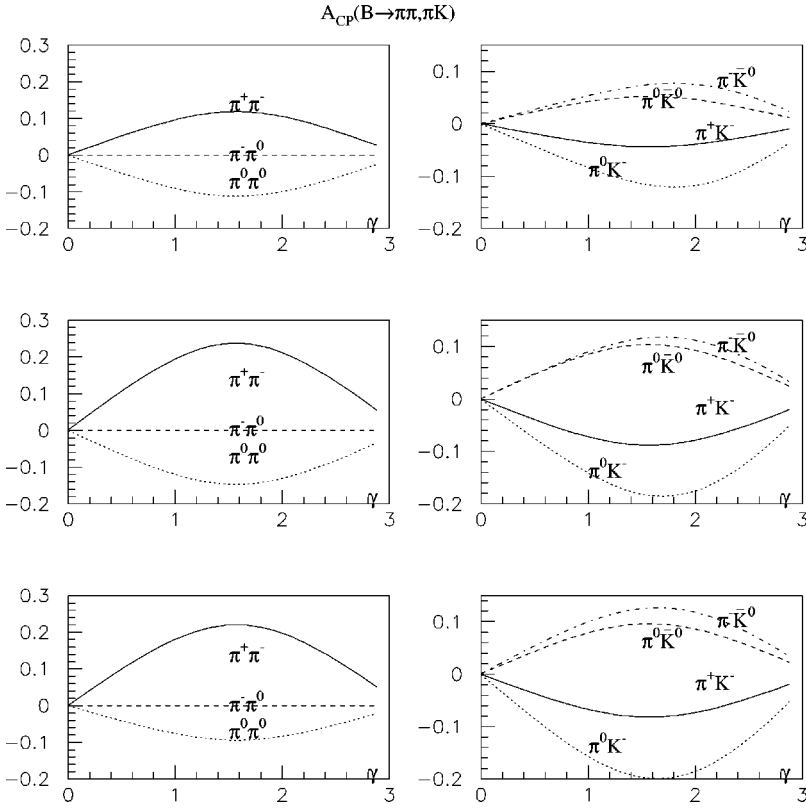 A_CP(B→ππ,πK)
0.3
0.2
0.1
0
−0.1
−0.2
π⁺π⁻
π⁻π⁰
π⁰π⁰
0 1 2 3
γ
0.1
0
−0.1
−0.2
π⁻K̄⁰
π⁰K̄⁰
π⁺K⁻
π⁰K⁻
0 1 2 3
γ
0.3
0.2
0.1
0
−0.1
−0.2
π⁺π⁻
π⁻π⁰
π⁰π⁰
0 1 2 3
γ
0.1
0
−0.1
−0.2
π⁻K̄⁰
π⁰K̄⁰
π⁺K⁻
π⁰K⁻
0 1 2 3
γ
0.3
0.2
0.1
0
−0.1
−0.2
π⁺π⁻
π⁻π⁰
π⁰π⁰
0 1 2 3
γ
0.1
0
−0.1
−0.2
π⁻K̄⁰
π⁰K̄⁰
π⁺K⁻
π⁰K⁻
0 1 2 3
γ